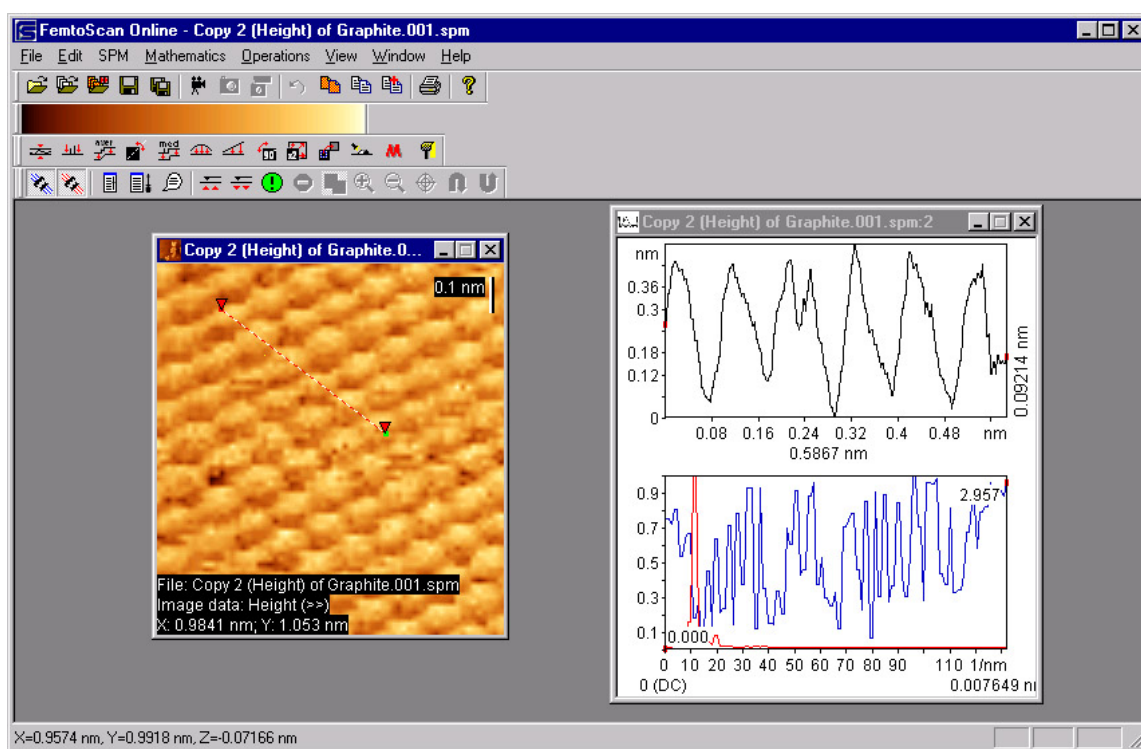 FemtoScan Online - Copy 2 (Height) of Graphite.001.spm
File Edit SPM Mathematics Operations View Window Help
aver
med
Copy 2 (Height) of Graphite.0...
0.1 nm
File: Copy 2 (Height) of Graphite.001.spm
Image data: Height (>>)
X: 0.9841 nm; Y: 1.053 nm
Copy 2 (Height) of Graphite.001.spm:2
nm
0.36
0.3
0.18
0.12
0
0.08 0.16 0.24 0.32 0.4 0.48 nm
0.5867 nm
0.09214 nm
0.9
0.7
0.5
0.3
0.1
2.957
0.000
0 10 20 30 40 50 60 70 80 90 110 1/nm
0 (DC) 0.007649
X=0.9574 nm, Y=0.9918 nm, Z=-0.07166 nm